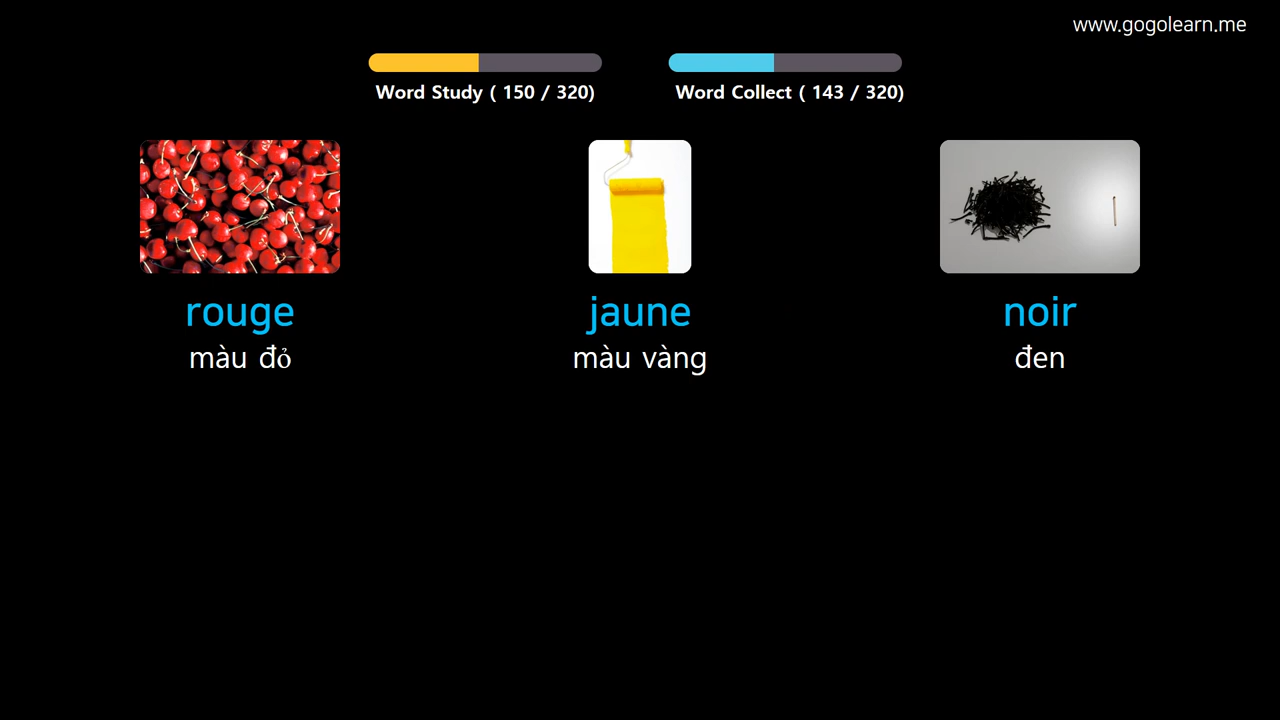 www.gogolearn.me
Word Study ( 150 / 320)
Word Collect ( 143 / 320)
rouge
màu đỏ
jaune
màu vàng
noir
đen